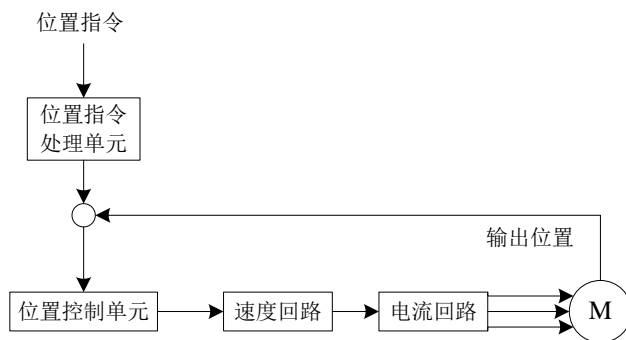 位置指令
位置指令
处理单元
输出位置
位置控制单元
速度回路
电流回路
M